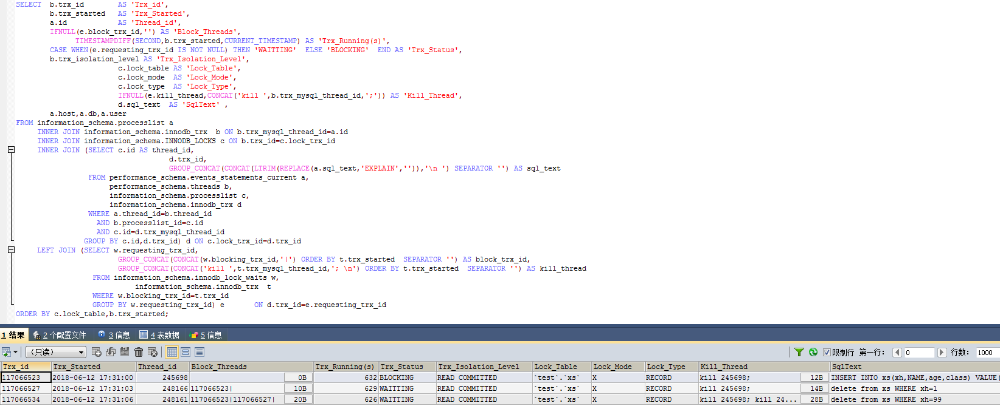 SELECT b.trx_id AS 'Trx_id',
b.trx_started AS 'Trx_Started',
a.id AS 'Thread_id',
IFNULL(e.block_trx_id,'') AS 'Block_Threads',
TIMESTAMPDIFF(SECOND,b.trx_started,CURRENT_TIMESTAMP) AS 'Trx_Running(s)',
CASE WHEN(e.requesting_trx_id IS NOT NULL) THEN 'WAITTING' ELSE 'BLOCKING' END AS 'Trx_Status',
b.trx_isolation_level AS 'Trx_Isolation_Level',
c.lock_table AS 'Lock_Table',
c.lock_mode AS 'Lock_Mode',
c.lock_type AS 'Lock_Type',
IFNULL(e.kill_thread,CONCAT('kill ',b.trx_mysql_thread_id,';')) AS 'Kill_Thread',
d.sql_text AS 'SqlText' ,
a.host,a.db,a.user
FROM information_schema.processlist a
INNER JOIN information_schema.innodb_trx b ON b.trx_mysql_thread_id=a.id
INNER JOIN information_schema.INNODB_LOCKS c ON b.trx_id=c.lock_trx_id
INNER JOIN (SELECT c.id AS thread_id,
d.trx_id,
GROUP_CONCAT(CONCAT(LTRIM(REPLACE(a.sql_text,'EXPLAIN','')),'\n ') SEPARATOR '') AS sql_text
FROM performance_schema.events_statements_current a,
performance_schema.threads b,
information_schema.processlist c,
information_schema.innodb_trx d
WHERE a.thread_id=b.thread_id
AND b.processlist_id=c.id
AND c.id=d.trx_mysql_thread_id
GROUP BY c.id,d.trx_id) d ON c.lock_trx_id=d.trx_id
LEFT JOIN (SELECT w.requesting_trx_id,
GROUP_CONCAT(CONCAT(w.blocking_trx_id,'|') ORDER BY t.trx_started SEPARATOR '') AS block_trx_id,
GROUP_CONCAT(CONCAT('kill ',t.trx_mysql_thread_id,'; \n') ORDER BY t.trx_started SEPARATOR '') AS kill_thread
FROM information_schema.innodb_lock_waits w,
information_schema.innodb_trx t
WHERE w.blocking_trx_id=t.trx_id
GROUP BY w.requesting_trx_id) e ON d.trx_id=e.requesting_trx_id
ORDER BY c.lock_table,b.trx_started;
1 结果 2 个配置文件 3 信息 4 表数据 5 信息
（只读） 限制行 第一行: 0 行数: 1000
Trx_id Trx_Started Thread_id Block_Threads Trx_Running(s) Trx_Status Trx_Isolation_Level Lock_Table Lock_Mode Lock_Type Kill_Thread SqlText
117066523 2018-06-12 17:31:00 245698 0B 632 BLOCKING READ COMMITTED `test`.`xs` X RECORD kill 245698; 12B INSERT INTO xs(xh,NAME,age,class) VALUE(
117066527 2018-06-12 17:31:03 248166 117066523| 10B 629 WAITTING READ COMMITTED `test`.`xs` X RECORD kill 245698; 14B delete from xs WHERE xh=1
117066534 2018-06-12 17:31:06 248161 117066523|117066527| 20B 626 WAITTING READ COMMITTED `test`.`xs` X RECORD kill 245698; kill 24... 28B delete from xs WHERE xh=99